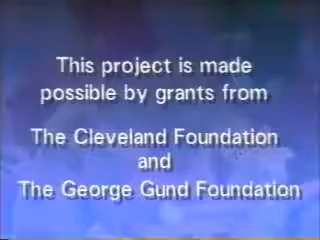 This project is made
possible by grants from
The Cleveland Foundation
and
The George Gund Foundation